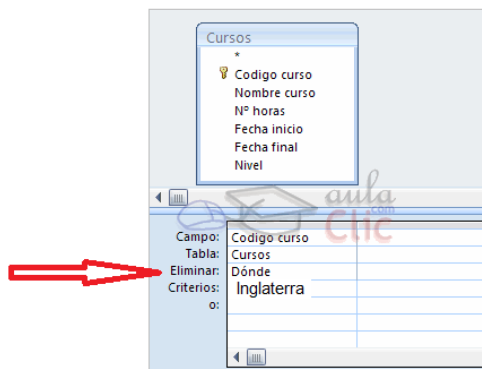 Cursos
*
Codigo curso
Nombre curso
Nº horas
Fecha inicio
Fecha final
Nivel
aula
Clic
.com
Campo: Codigo curso
Tabla: Cursos
Eliminar: Dónde
Criterios: Inglaterra
o: